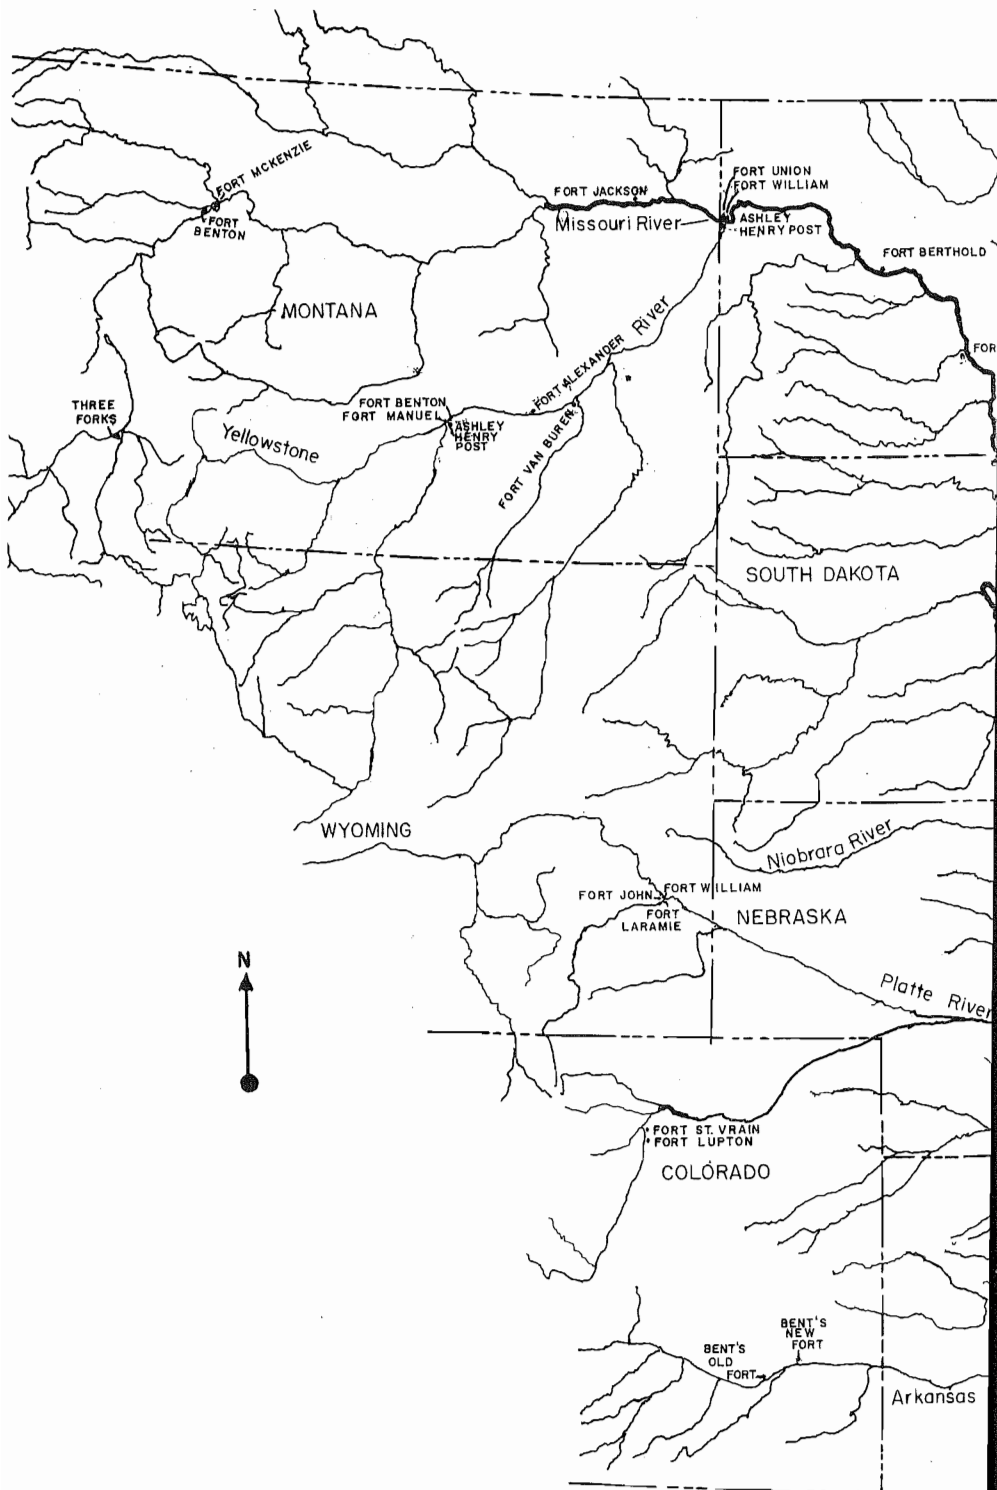 FORT MCKENZIE
FORT
BENTON
FORT JACKSON
Missouri River
FORT UNION
FORT WILLIAM
ASHLEY
HENRY POST
FORT BERTHOLD
MONTANA
River
FOR
FORT ALEXANDER
FORT BENTON
FORT MANUEL
ASHLEY
HENRY
POST
THREE
FORKS
Yellowstone
FORT VAN BUREN
SOUTH DAKOTA
WYOMING
Niobrara River
FORT JOHN
FORT WILLIAM
FORT
LARAMIE
NEBRASKA
N
Platte River
FORT ST. VRAIN
FORT LUPTON
COLORADO
BENT'S
NEW
FORT
BENT'S
OLD
FORT
Arkansas